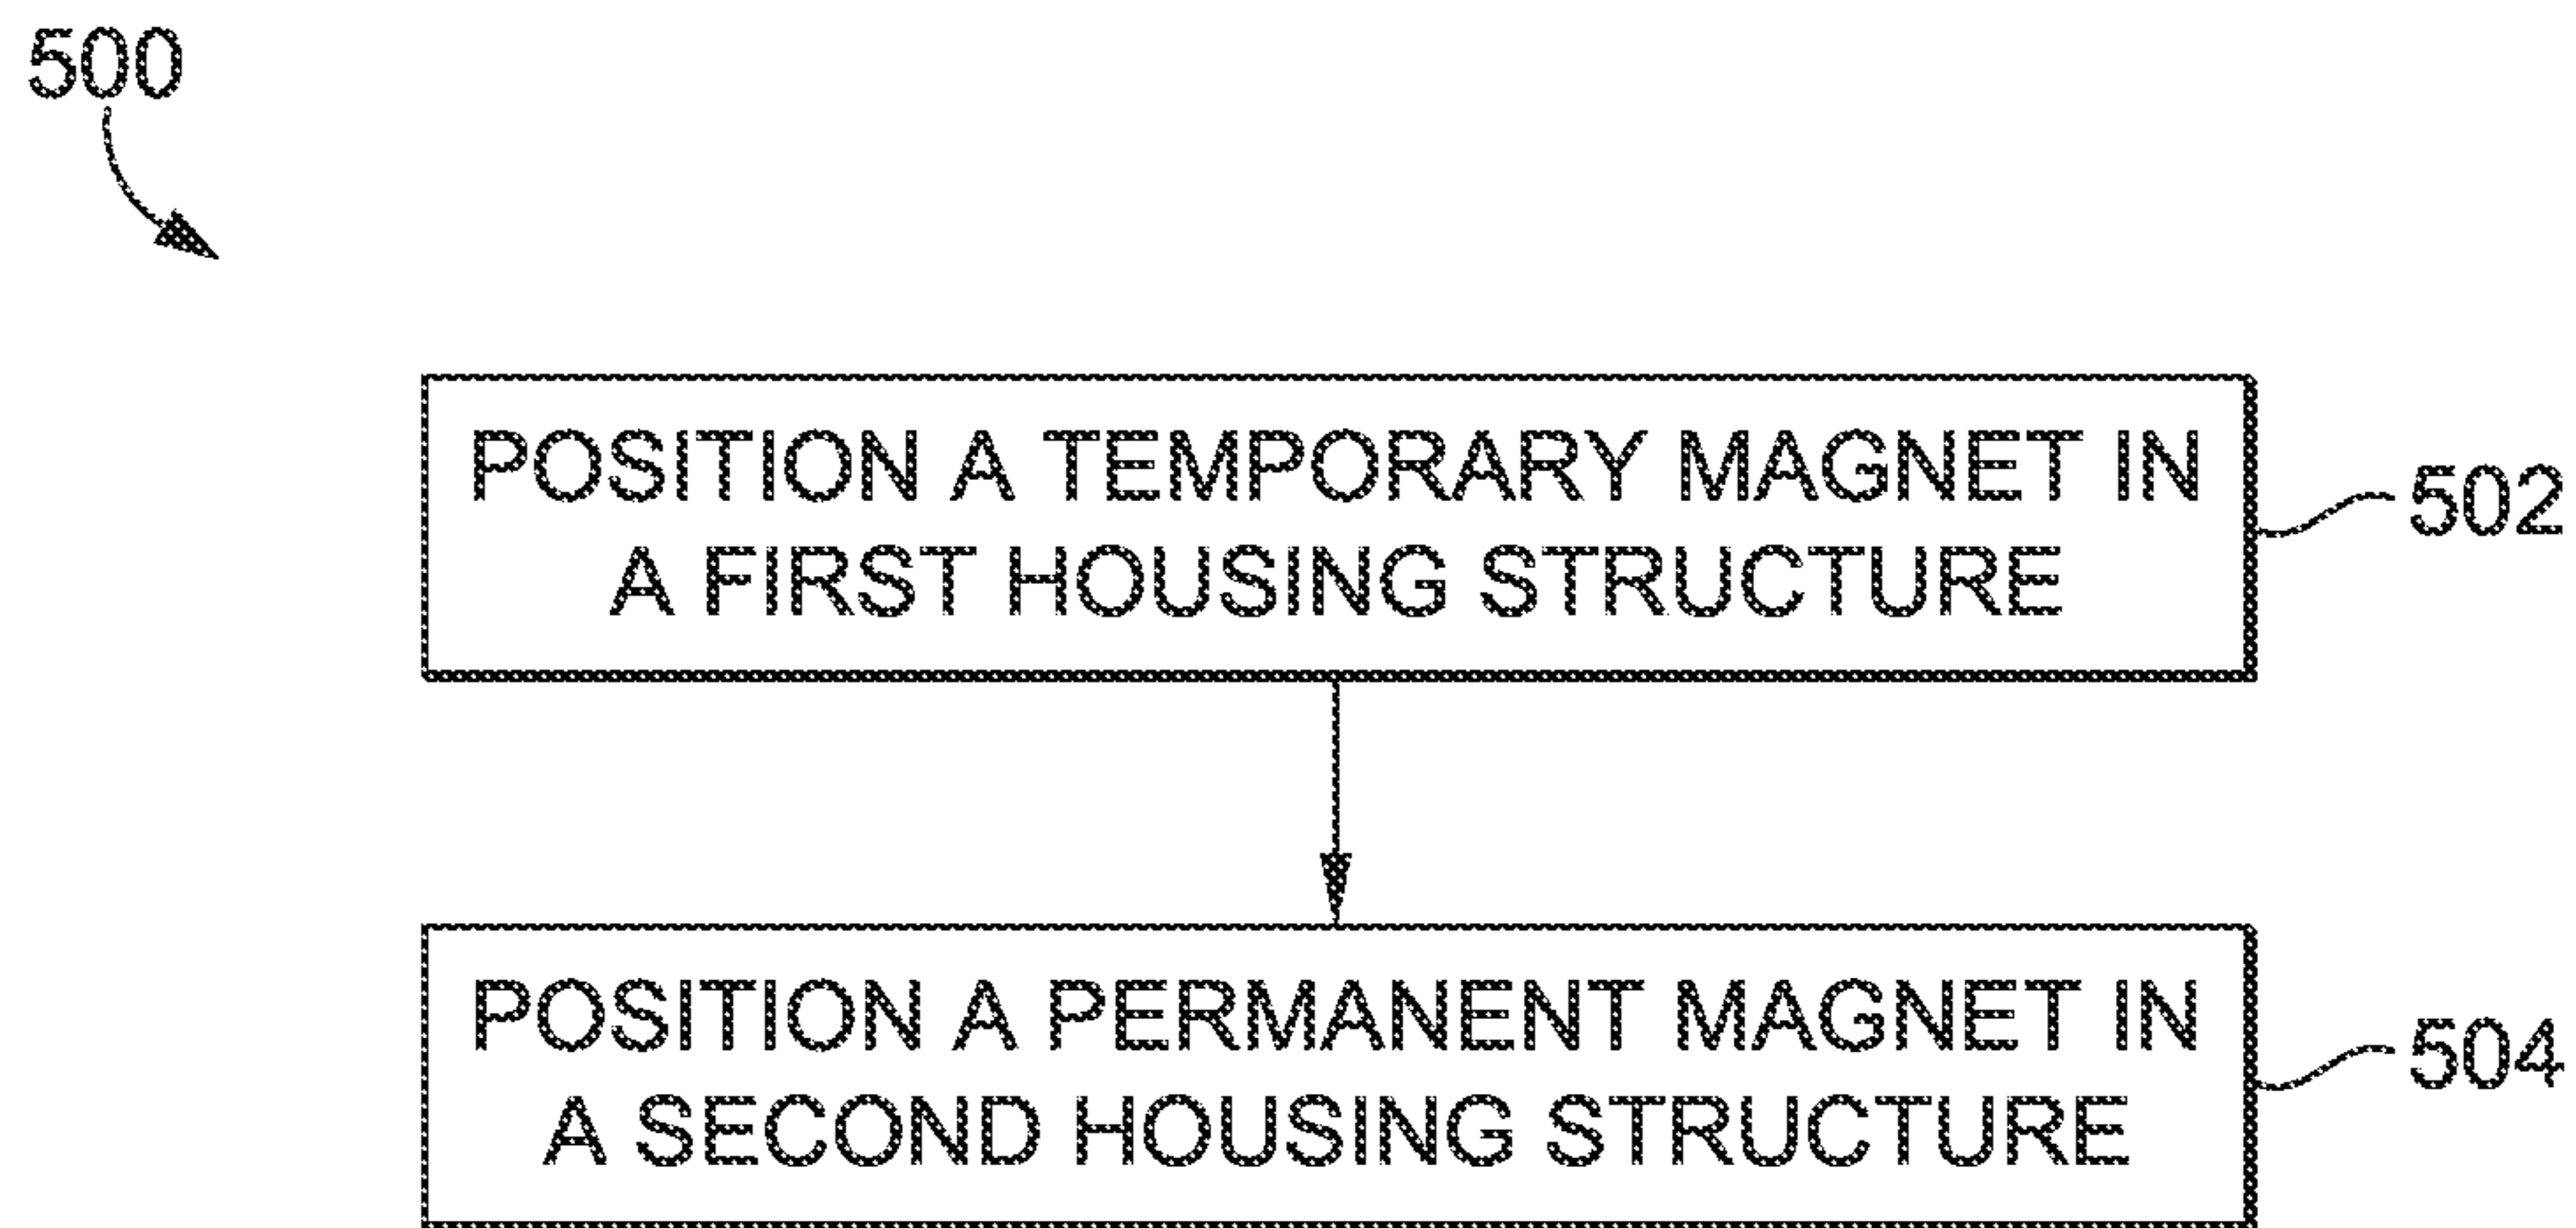 500
POSITION A TEMPORARY MAGNET IN
A FIRST HOUSING STRUCTURE
502
POSITION A PERMANENT MAGNET IN
A SECOND HOUSING STRUCTURE
504